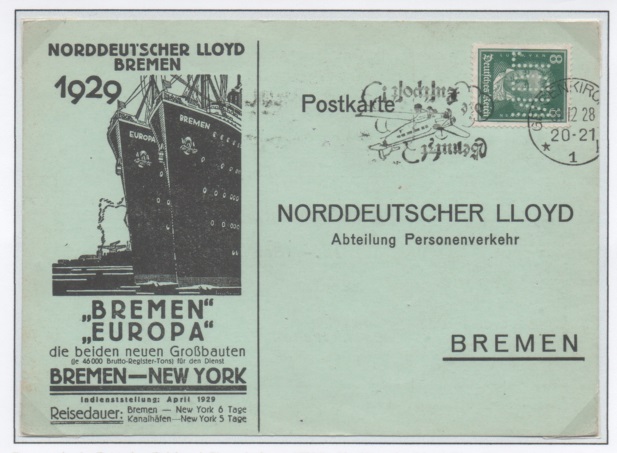 NORDDEUTSCHER LLOYD
BREMEN
1929
EUROPA
BREMEN
„BREMEN“
„EUROPA“
die beiden neuen Großbauten
(je 46000 Brutto-Register-Tons) für den Dienst
BREMEN—NEW YORK
Indienststellung: April 1929
Reisedauer: Bremen — New York 6 Tage
Kanalhäfen—New York 5 Tage
Postkarte
Benutzt
Luftpost
8 Deutsches Reich 8
12 28
20-21
* 1
NORDDEUTSCHER LLOYD
Abteilung Personenverkehr
BREMEN